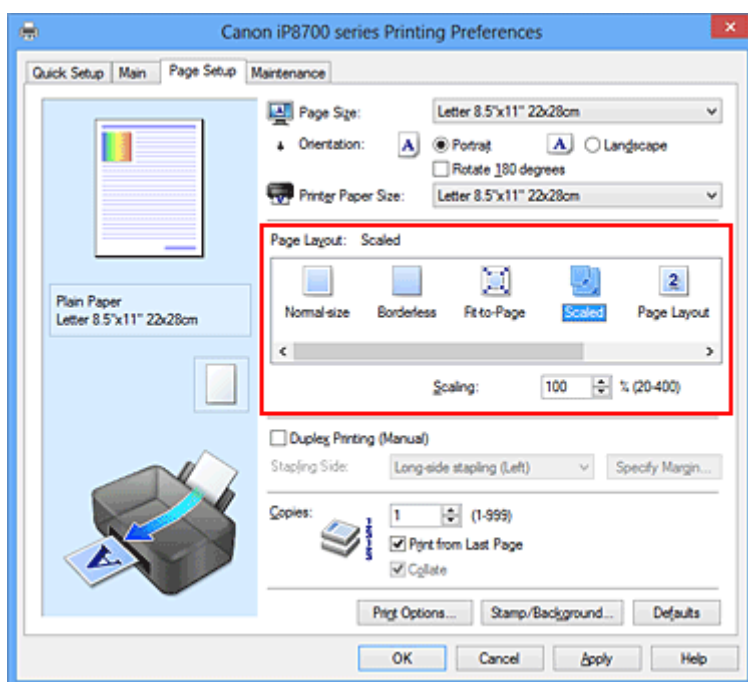 Canon iP8700 series Printing Preferences
Quick Setup Main Page Setup Maintenance
Page Size: Letter 8.5"x11" 22x28cm
Orientation: A Portrait A Landscape
Rotate 180 degrees
Printer Paper Size: Letter 8.5"x11" 22x28cm
Page Layout: Scaled
2
Normal-size Borderless Fit-to-Page Scaled Page Layout
Scaling: 100 % (20-400)
Plain Paper
Letter 8.5"x11" 22x28cm
Duplex Printing (Manual)
Stapling Side: Long-side stapling (Left) Specify Margin...
Copies: 1 (1-999)
Print from Last Page
Collate
A
Print Options... Stamp/Background... Defaults
OK Cancel Apply Help